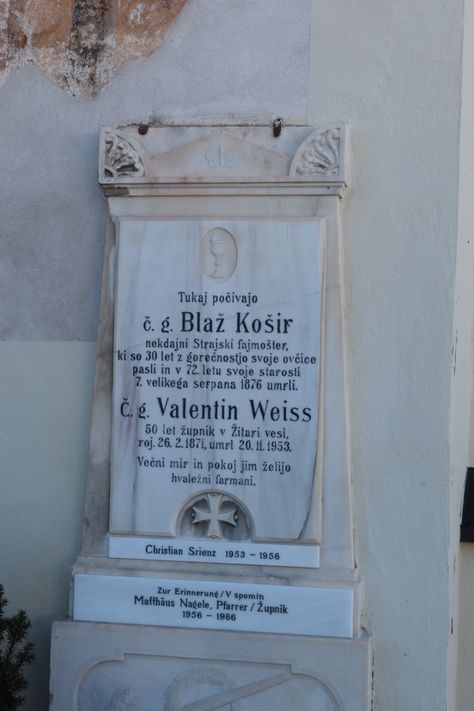 Tukaj počivajo
č. g. Blaž Košir
nekdajni Strajski fajmošter,
ki so 30 let z gorečnostjo svoje ovčice
pasli in v 72. letu svoje starosti
7. velikega serpana 1876 umrli.
Č. g. Valentin Weiss
50 let župnik v Žitari vesi,
roj. 26. 2. 1871, umrl 20. 11. 1953.
Večni mir in pokoj jim želijo
hvaležni farmani.
Christian Srienz 1953 - 1956
Zur Erinnerung / V spomin
Matthäus Nagele, Pfarrer / Župnik
1956 - 1986